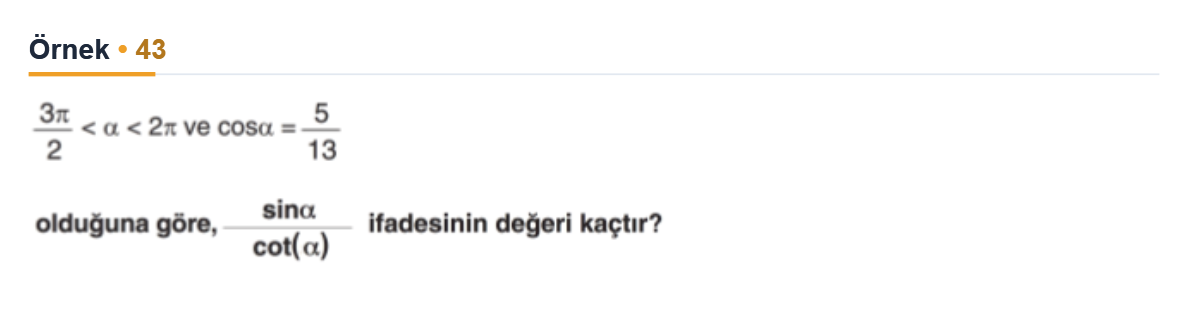 Örnek • 43
3π/2 < α < 2π ve cosα = 5/13
olduğuna göre, sinα/cot(α) ifadesinin değeri kaçtır?